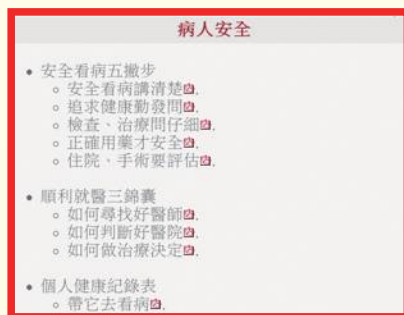 病人安全
• 安全看病五撇步
◦ 安全看病講清楚.
◦ 追求健康勤發問.
◦ 檢查、治療問仔細.
◦ 正確用藥才安全.
◦ 住院、手術要評估.
• 順利就醫三錦囊
◦ 如何尋找好醫師.
◦ 如何判斷好醫院.
◦ 如何做治療決定.
• 個人健康紀錄表
◦ 帶它去看病.